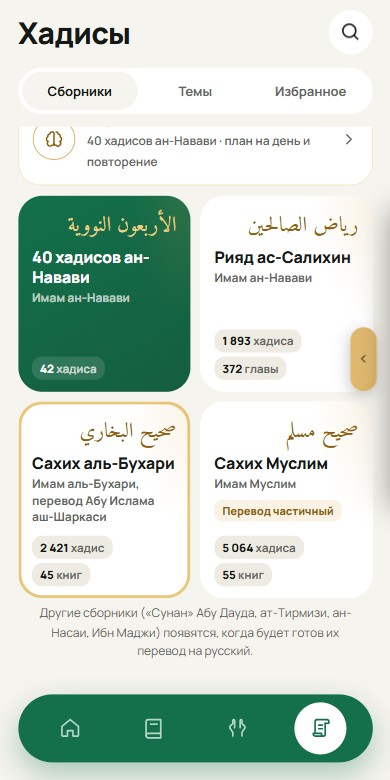 Хадисы
Сборники
Темы
Избранное
40 хадисов ан-Навави · план на день и
повторение
الأربعون النووية
40 хадисов ан-
Навави
Имам ан-Навави
42 хадиса
رياض الصالحين
Рияд ас-Салихин
Имам ан-Навави
1 893 хадиса
372 главы
صحيح البخاري
Сахих аль-Бухари
Имам аль-Бухари,
перевод Абу Ислама
аш-Шаркаси
2 421 хадис
45 книг
صحيح مسلم
Сахих Муслим
Имам Муслим
Перевод частичный
5 064 хадиса
55 книг
Другие сборники («Сунан» Абу Дауда, ат-Тирмизи, ан-
Насаи, Ибн Маджи) появятся, когда будет готов их
перевод на русский.